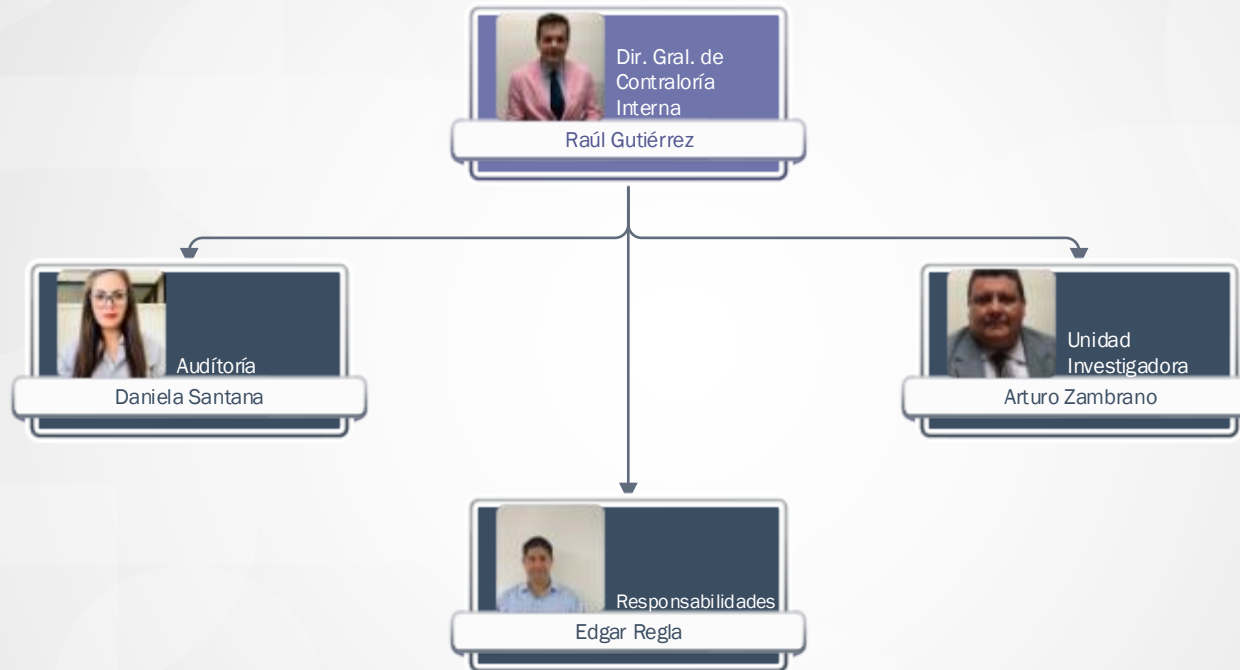 Dir. Gral. de
Contraloría
Interna
Raúl Gutiérrez
Audítoría
Daniela Santana
Unidad
Investigadora
Arturo Zambrano
Responsabilidades
Edgar Regla